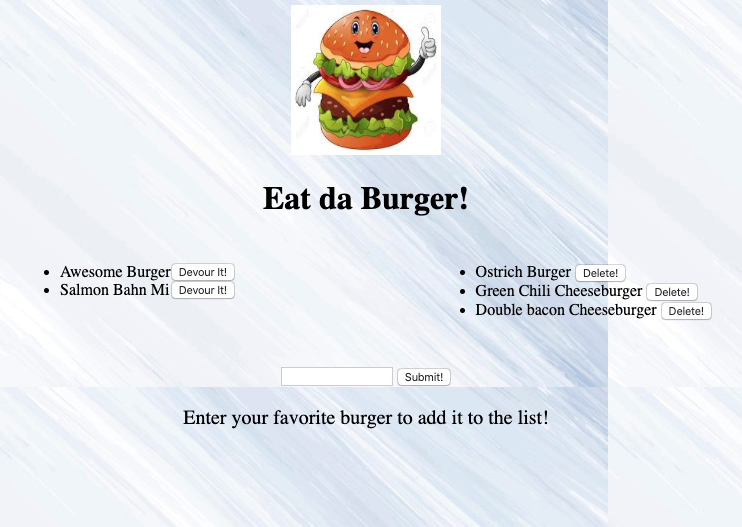 Eat da Burger!
Awesome Burger Devour It!
Salmon Bahn Mi Devour It!
Ostrich Burger Delete!
Green Chili Cheeseburger Delete!
Double bacon Cheeseburger Delete!
Submit!
Enter your favorite burger to add it to the list!